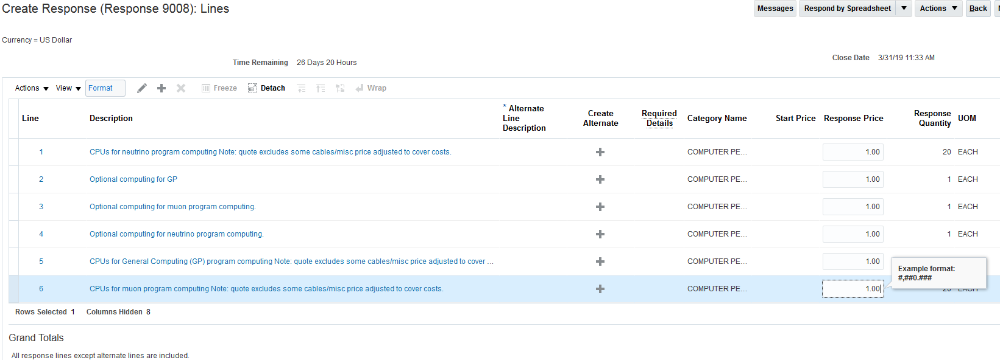 Create Response (Response 9008): Lines
Messages Respond by Spreadsheet Actions Back
Currency = US Dollar
Time Remaining 26 Days 20 Hours
Close Date 3/31/19 11:33 AM
Actions View Format Freeze Detach Wrap
Line Description * Alternate Line Description Create Alternate Required Details Category Name Start Price Response Price Response Quantity UOM
1 CPUs for neutrino program computing Note: quote excludes some cables/misc price adjusted to cover costs. COMPUTER PE... 1.00 20 EACH
2 Optional computing for GP COMPUTER PE... 1.00 1 EACH
3 Optional computing for muon program computing. COMPUTER PE... 1.00 1 EACH
4 Optional computing for neutrino program computing. COMPUTER PE... 1.00 1 EACH
5 CPUs for General Computing (GP) program computing Note: quote excludes some cables/misc price adjusted to cover ... COMPUTER PE... 1.00
Example format:
#,##0.###
6 CPUs for muon program computing Note: quote excludes some cables/misc price adjusted to cover costs. COMPUTER PE... 1.00 20 EACH
Rows Selected 1 Columns Hidden 8
Grand Totals
All response lines except alternate lines are included.